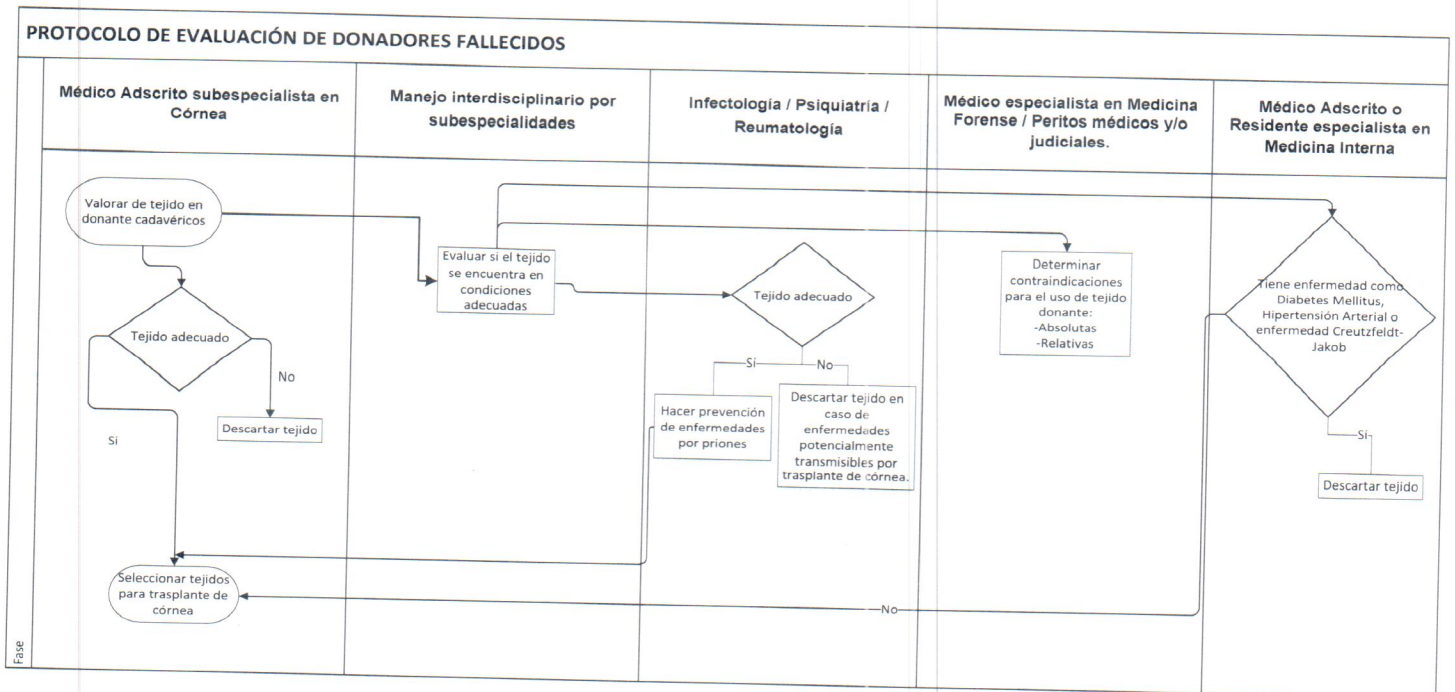 PROTOCOLO DE EVALUACIÓN DE DONADORES FALLECIDOS
Médico Adscrito subespecialista en
Córnea
Manejo interdisciplinario por
subespecialidades
Infectología / Psiquiatría /
Reumatología
Médico especialista en Medicina
Forense / Peritos médicos y/o
judiciales.
Médico Adscrito o
Residente especialista en
Medicina Interna
Valorar de tejido en
donante cadavéricos
Tejido adecuado
No
Descartar tejido
Si
Seleccionar tejidos
para trasplante de
córnea
Evaluar si el tejido
se encuentra en
condiciones
adecuadas
Tejido adecuado
Sí
No
Hacer prevención
de enfermedades
por priones
Descartar tejido en
caso de
enfermedades
potencialmente
transmisibles por
trasplante de córnea.
Determinar
contraindicaciones
para el uso de tejido
donante:
-Absolutas
-Relativas
Tiene enfermedad como
Diabetes Mellitus,
Hipertensión Arterial o
enfermedad Creutzfeldt-
Jakob
Sí
Descartar tejido
No
Fase